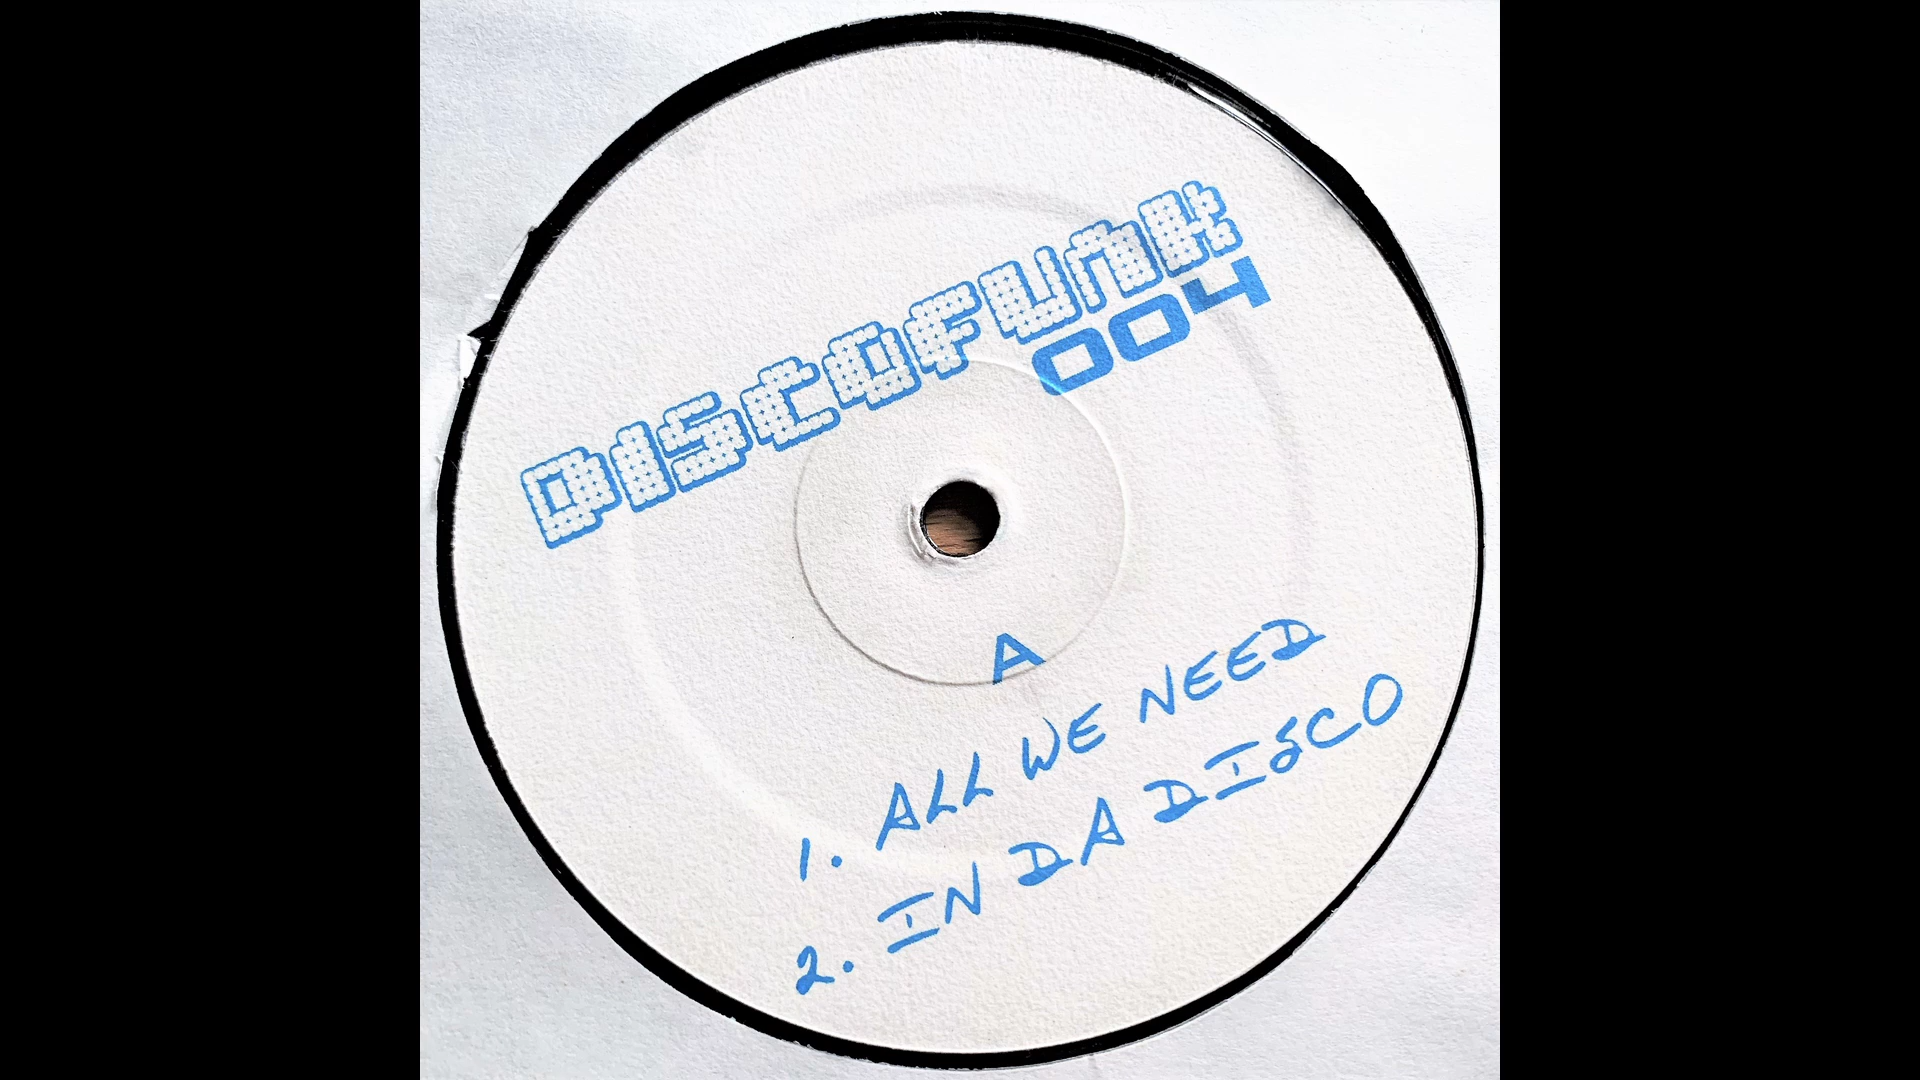 DISCOFUNK
004
A
1. ALL WE NEED
2. IN DA DISCO